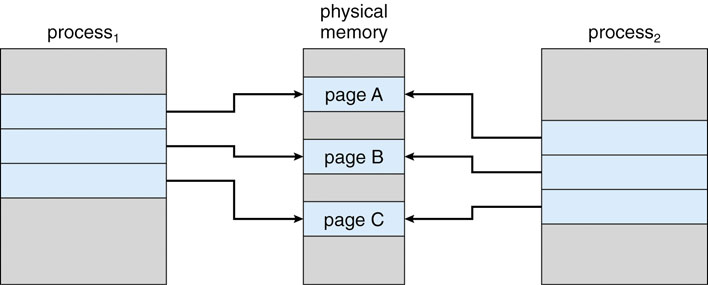 process₁
physical
memory
process₂
page A
page B
page C